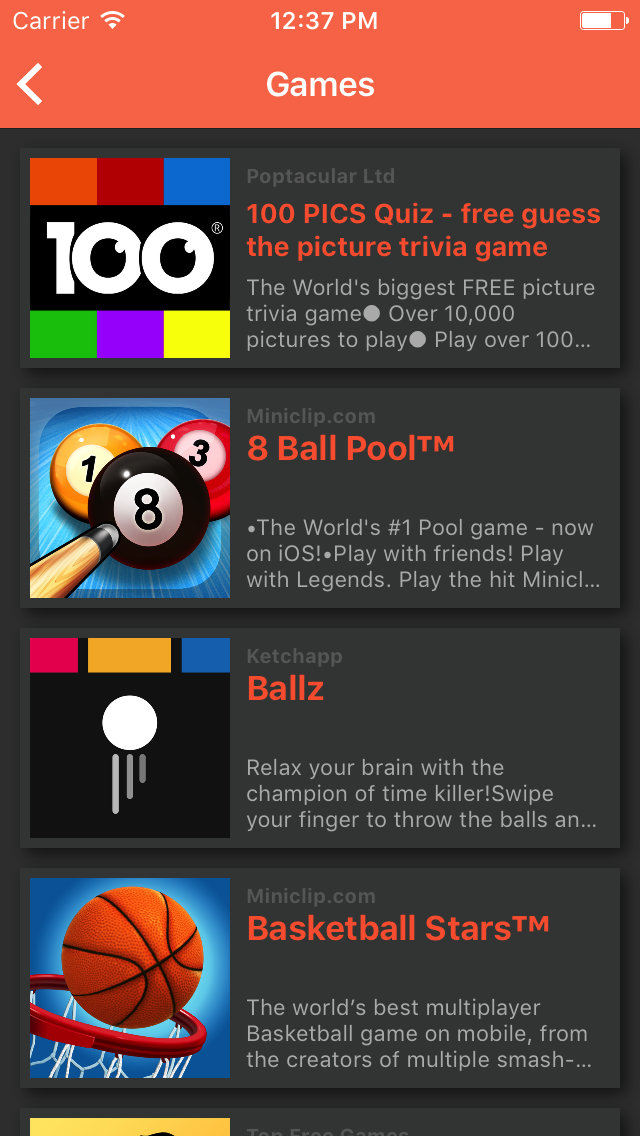 Carrier 12:37 PM
Games
Poptacular Ltd
100 PICS Quiz - free guess
the picture trivia game
The World's biggest FREE picture
trivia game● Over 10,000
pictures to play● Play over 100...
100®
Miniclip.com
8 Ball Pool™
•The World's #1 Pool game - now
on iOS!•Play with friends! Play
with Legends. Play the hit Minicl...
1
3
8
Ketchapp
Ballz
Relax your brain with the
champion of time killer!Swipe
your finger to throw the balls an...
Miniclip.com
Basketball Stars™
The world’s best multiplayer
Basketball game on mobile, from
the creators of multiple smash-...
Top Free Games